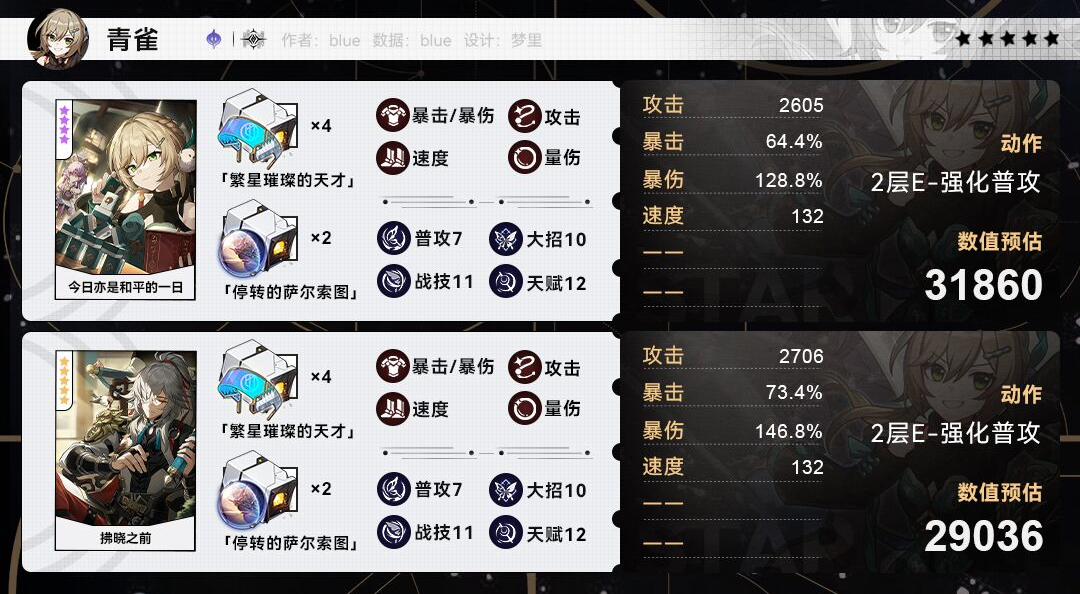 青雀 作者：blue 数据：blue 设计：梦里
今日亦是和平的一日
×4
「繁星璀璨的天才」
×2
「停转的萨尔索图」
暴击/暴伤 攻击
速度 量伤
普攻7 大招10
战技11 天赋12
攻击 2605
暴击 64.4%
暴伤 128.8%
速度 132
——
——
动作
2层E-强化普攻
数值预估
31860
拂晓之前
×4
「繁星璀璨的天才」
×2
「停转的萨尔索图」
暴击/暴伤 攻击
速度 量伤
普攻7 大招10
战技11 天赋12
攻击 2706
暴击 73.4%
暴伤 146.8%
速度 132
——
——
动作
2层E-强化普攻
数值预估
29036